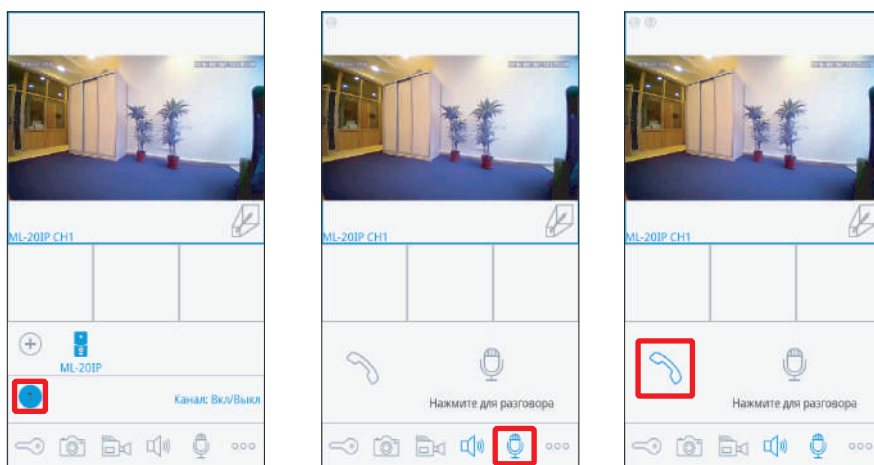 ML-20IP CH1
ML-20IP
Канал: Вкл/Выкл
ML-20IP CH1
Нажмите для разговора
ML-20IP CH1
Нажмите для разговора